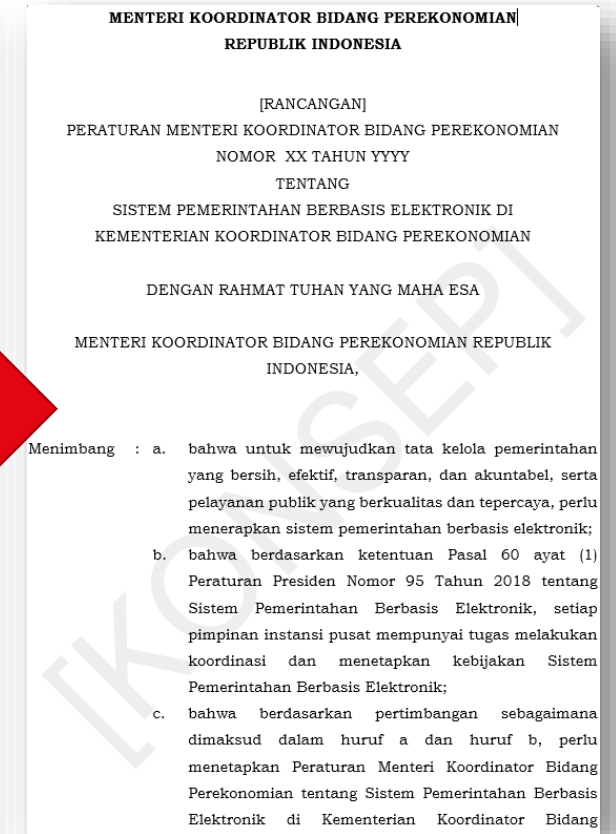 MENTERI KOORDINATOR BIDANG PEREKONOMIAN
REPUBLIK INDONESIA
[RANCANGAN]
PERATURAN MENTERI KOORDINATOR BIDANG PEREKONOMIAN
NOMOR XX TAHUN YYYY
TENTANG
SISTEM PEMERINTAHAN BERBASIS ELEKTRONIK DI
KEMENTERIAN KOORDINATOR BIDANG PEREKONOMIAN
DENGAN RAHMAT TUHAN YANG MAHA ESA
MENTERI KOORDINATOR BIDANG PEREKONOMIAN REPUBLIK
INDONESIA,
Menimbang : a. bahwa untuk mewujudkan tata kelola pemerintahan
yang bersih, efektif, transparan, dan akuntabel, serta
pelayanan publik yang berkualitas dan tepercaya, perlu
menerapkan sistem pemerintahan berbasis elektronik;
b. bahwa berdasarkan ketentuan Pasal 60 ayat (1)
Peraturan Presiden Nomor 95 Tahun 2018 tentang
Sistem Pemerintahan Berbasis Elektronik, setiap
pimpinan instansi pusat mempunyai tugas melakukan
koordinasi dan menetapkan kebijakan Sistem
Pemerintahan Berbasis Elektronik;
c. bahwa berdasarkan pertimbangan sebagaimana
dimaksud dalam huruf a dan huruf b, perlu
menetapkan Peraturan Menteri Koordinator Bidang
Perekonomian tentang Sistem Pemerintahan Berbasis
Elektronik di Kementerian Koordinator Bidang
[KONSEP]